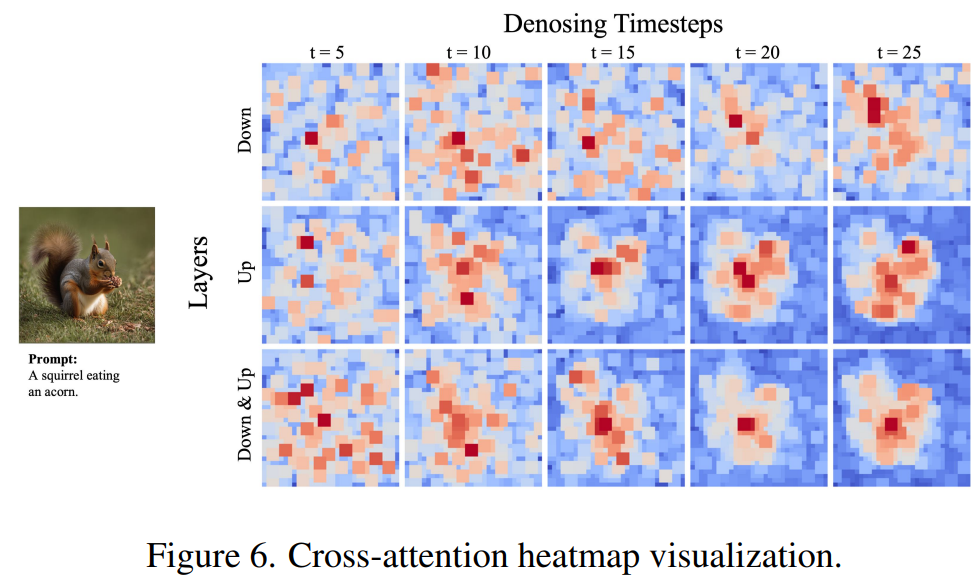 Denosing Timesteps
t = 5 t = 10 t = 15 t = 20 t = 25
Down
Layers
Up
Down & Up
Prompt:
A squirrel eating
an acorn.
Figure 6. Cross-attention heatmap visualization.